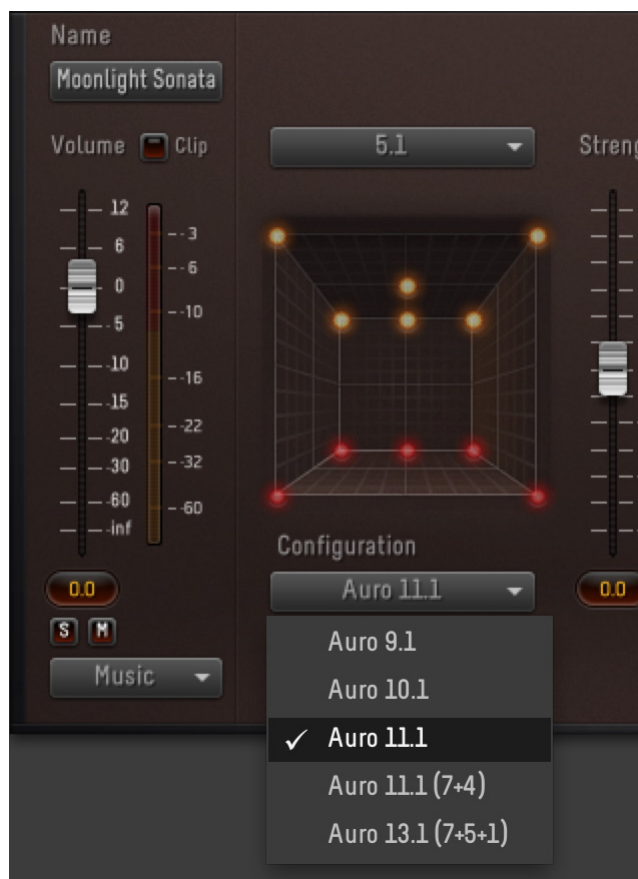 Name
Moonlight Sonata
Volume
Clip
5.1
Streng
12
6
0
-5
-10
-15
-20
-30
-60
-inf
-3
-6
-10
-16
-22
-32
-60
0.0
S M
Music
Configuration
Auro 11.1
0.0
Auro 9.1
Auro 10.1
✓ Auro 11.1
Auro 11.1 (7+4)
Auro 13.1 (7+5+1)